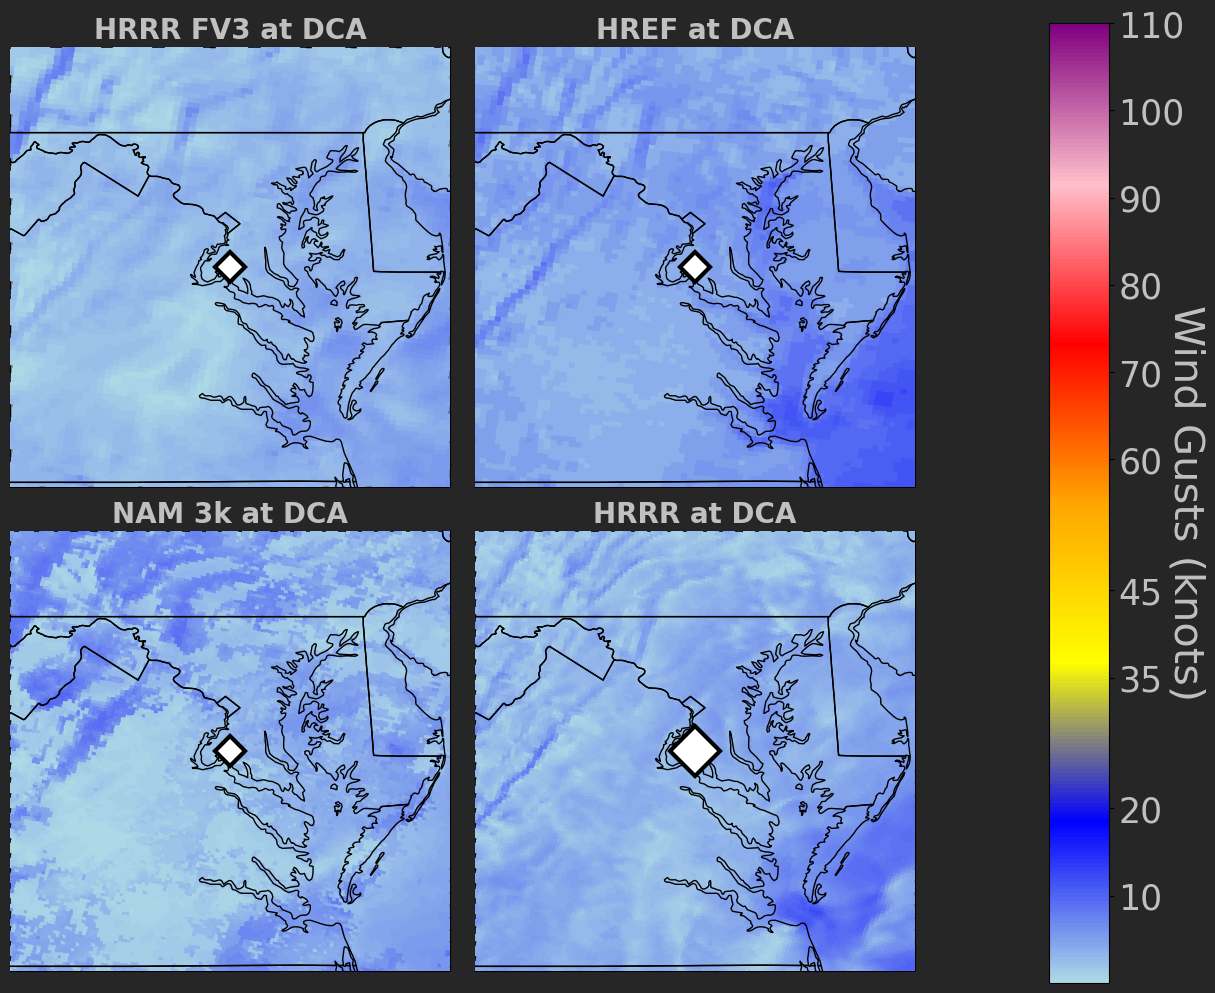 HRRR FV3 at DCA
HREF at DCA
NAM 3k at DCA
HRRR at DCA
110
100
90
80
70
60
45
35
20
10
Wind Gusts (knots)